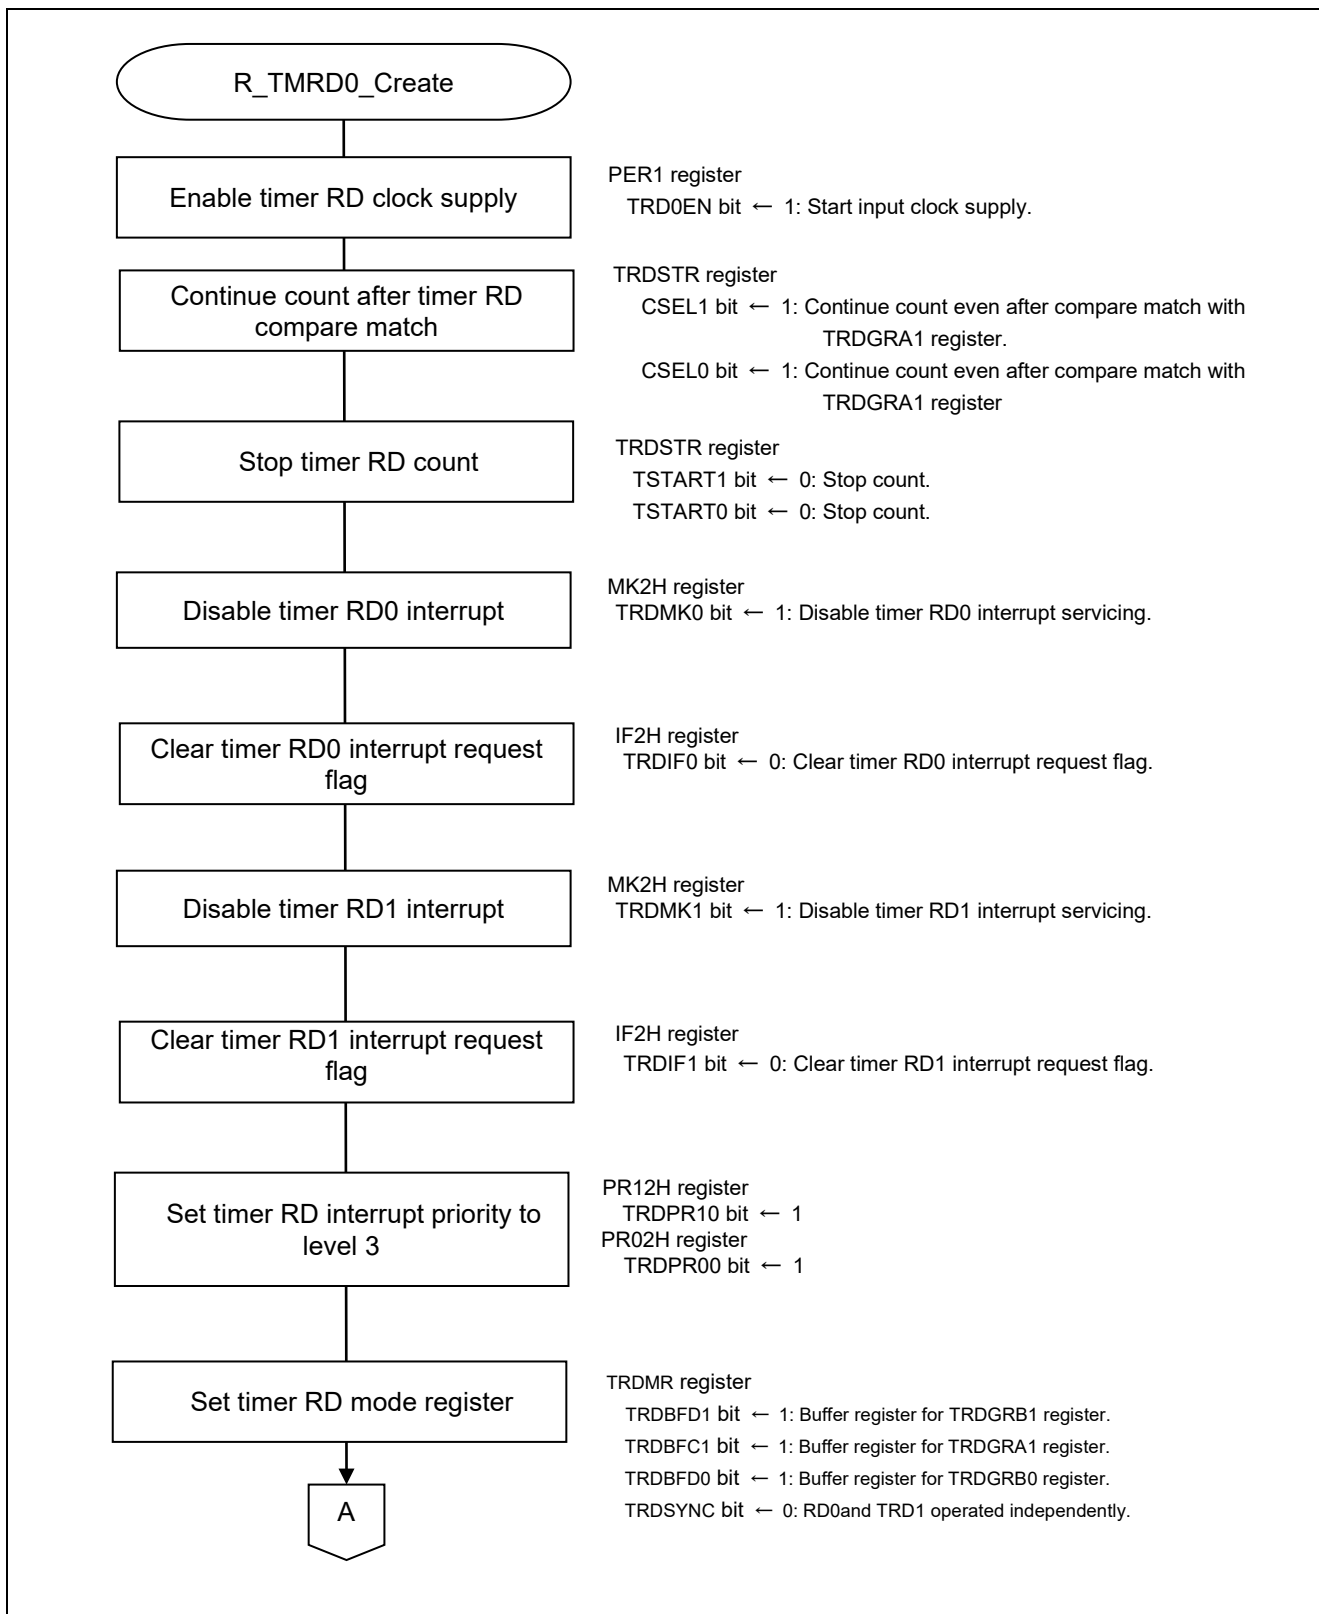 R_TMRD0_Create
Enable timer RD clock supply
PER1 register
TRD0EN bit ← 1: Start input clock supply.
Continue count after timer RD
compare match
TRDSTR register
CSEL1 bit ← 1: Continue count even after compare match with
TRDGRA1 register.
CSEL0 bit ← 1: Continue count even after compare match with
TRDGRA1 register
Stop timer RD count
TRDSTR register
TSTART1 bit ← 0: Stop count.
TSTART0 bit ← 0: Stop count.
Disable timer RD0 interrupt
MK2H register
TRDMK0 bit ← 1: Disable timer RD0 interrupt servicing.
Clear timer RD0 interrupt request
flag
IF2H register
TRDIF0 bit ← 0: Clear timer RD0 interrupt request flag.
Disable timer RD1 interrupt
MK2H register
TRDMK1 bit ← 1: Disable timer RD1 interrupt servicing.
Clear timer RD1 interrupt request
flag
IF2H register
TRDIF1 bit ← 0: Clear timer RD1 interrupt request flag.
Set timer RD interrupt priority to
level 3
PR12H register
TRDPR10 bit ← 1
PR02H register
TRDPR00 bit ← 1
Set timer RD mode register
TRDMR register
TRDBFD1 bit ← 1: Buffer register for TRDGRB1 register.
TRDBFC1 bit ← 1: Buffer register for TRDGRA1 register.
TRDBFD0 bit ← 1: Buffer register for TRDGRB0 register.
TRDSYNC bit ← 0: RD0and TRD1 operated independently.
A